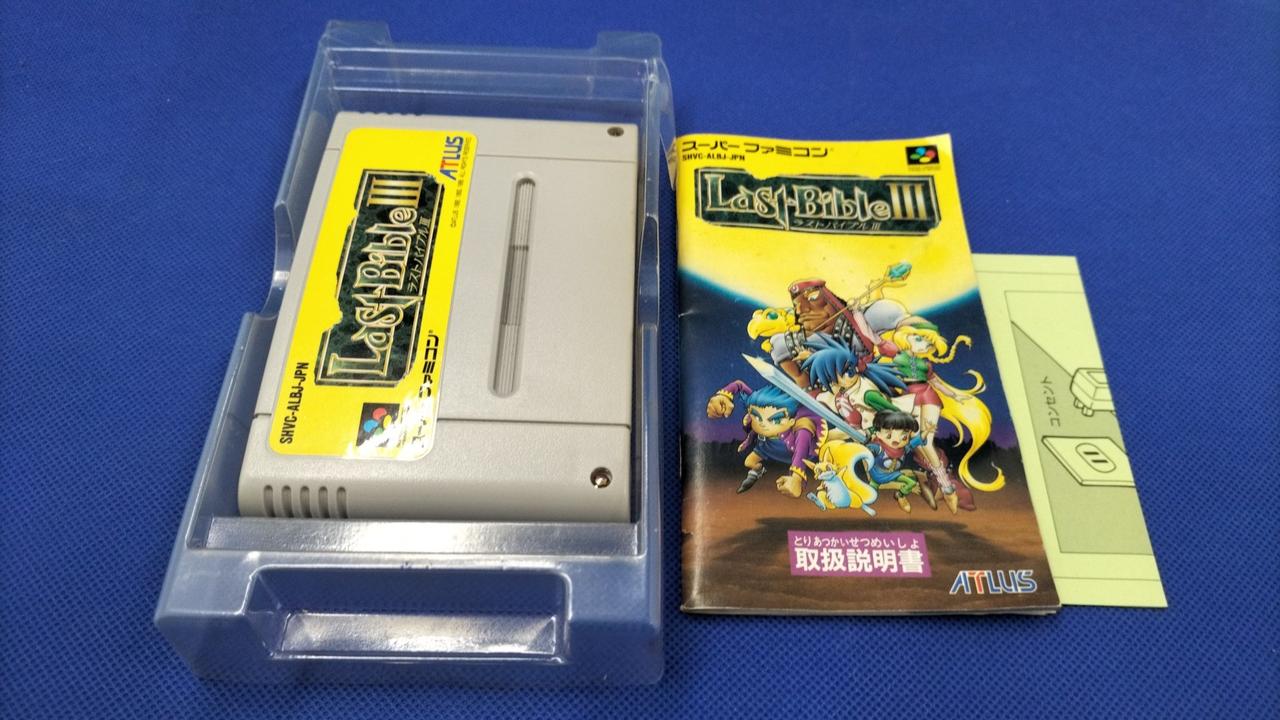 SHVC-ALBJ-JPN
Last Bible III
ラストバイブルIII
ATLUS
スーパーファミコン
スーパーファミコン
SHVC-ALBJ-JPN
Last Bible III
ラストバイブルIII
とりあつかいせつめいしょ
取扱説明書
ATLUS
コンセント